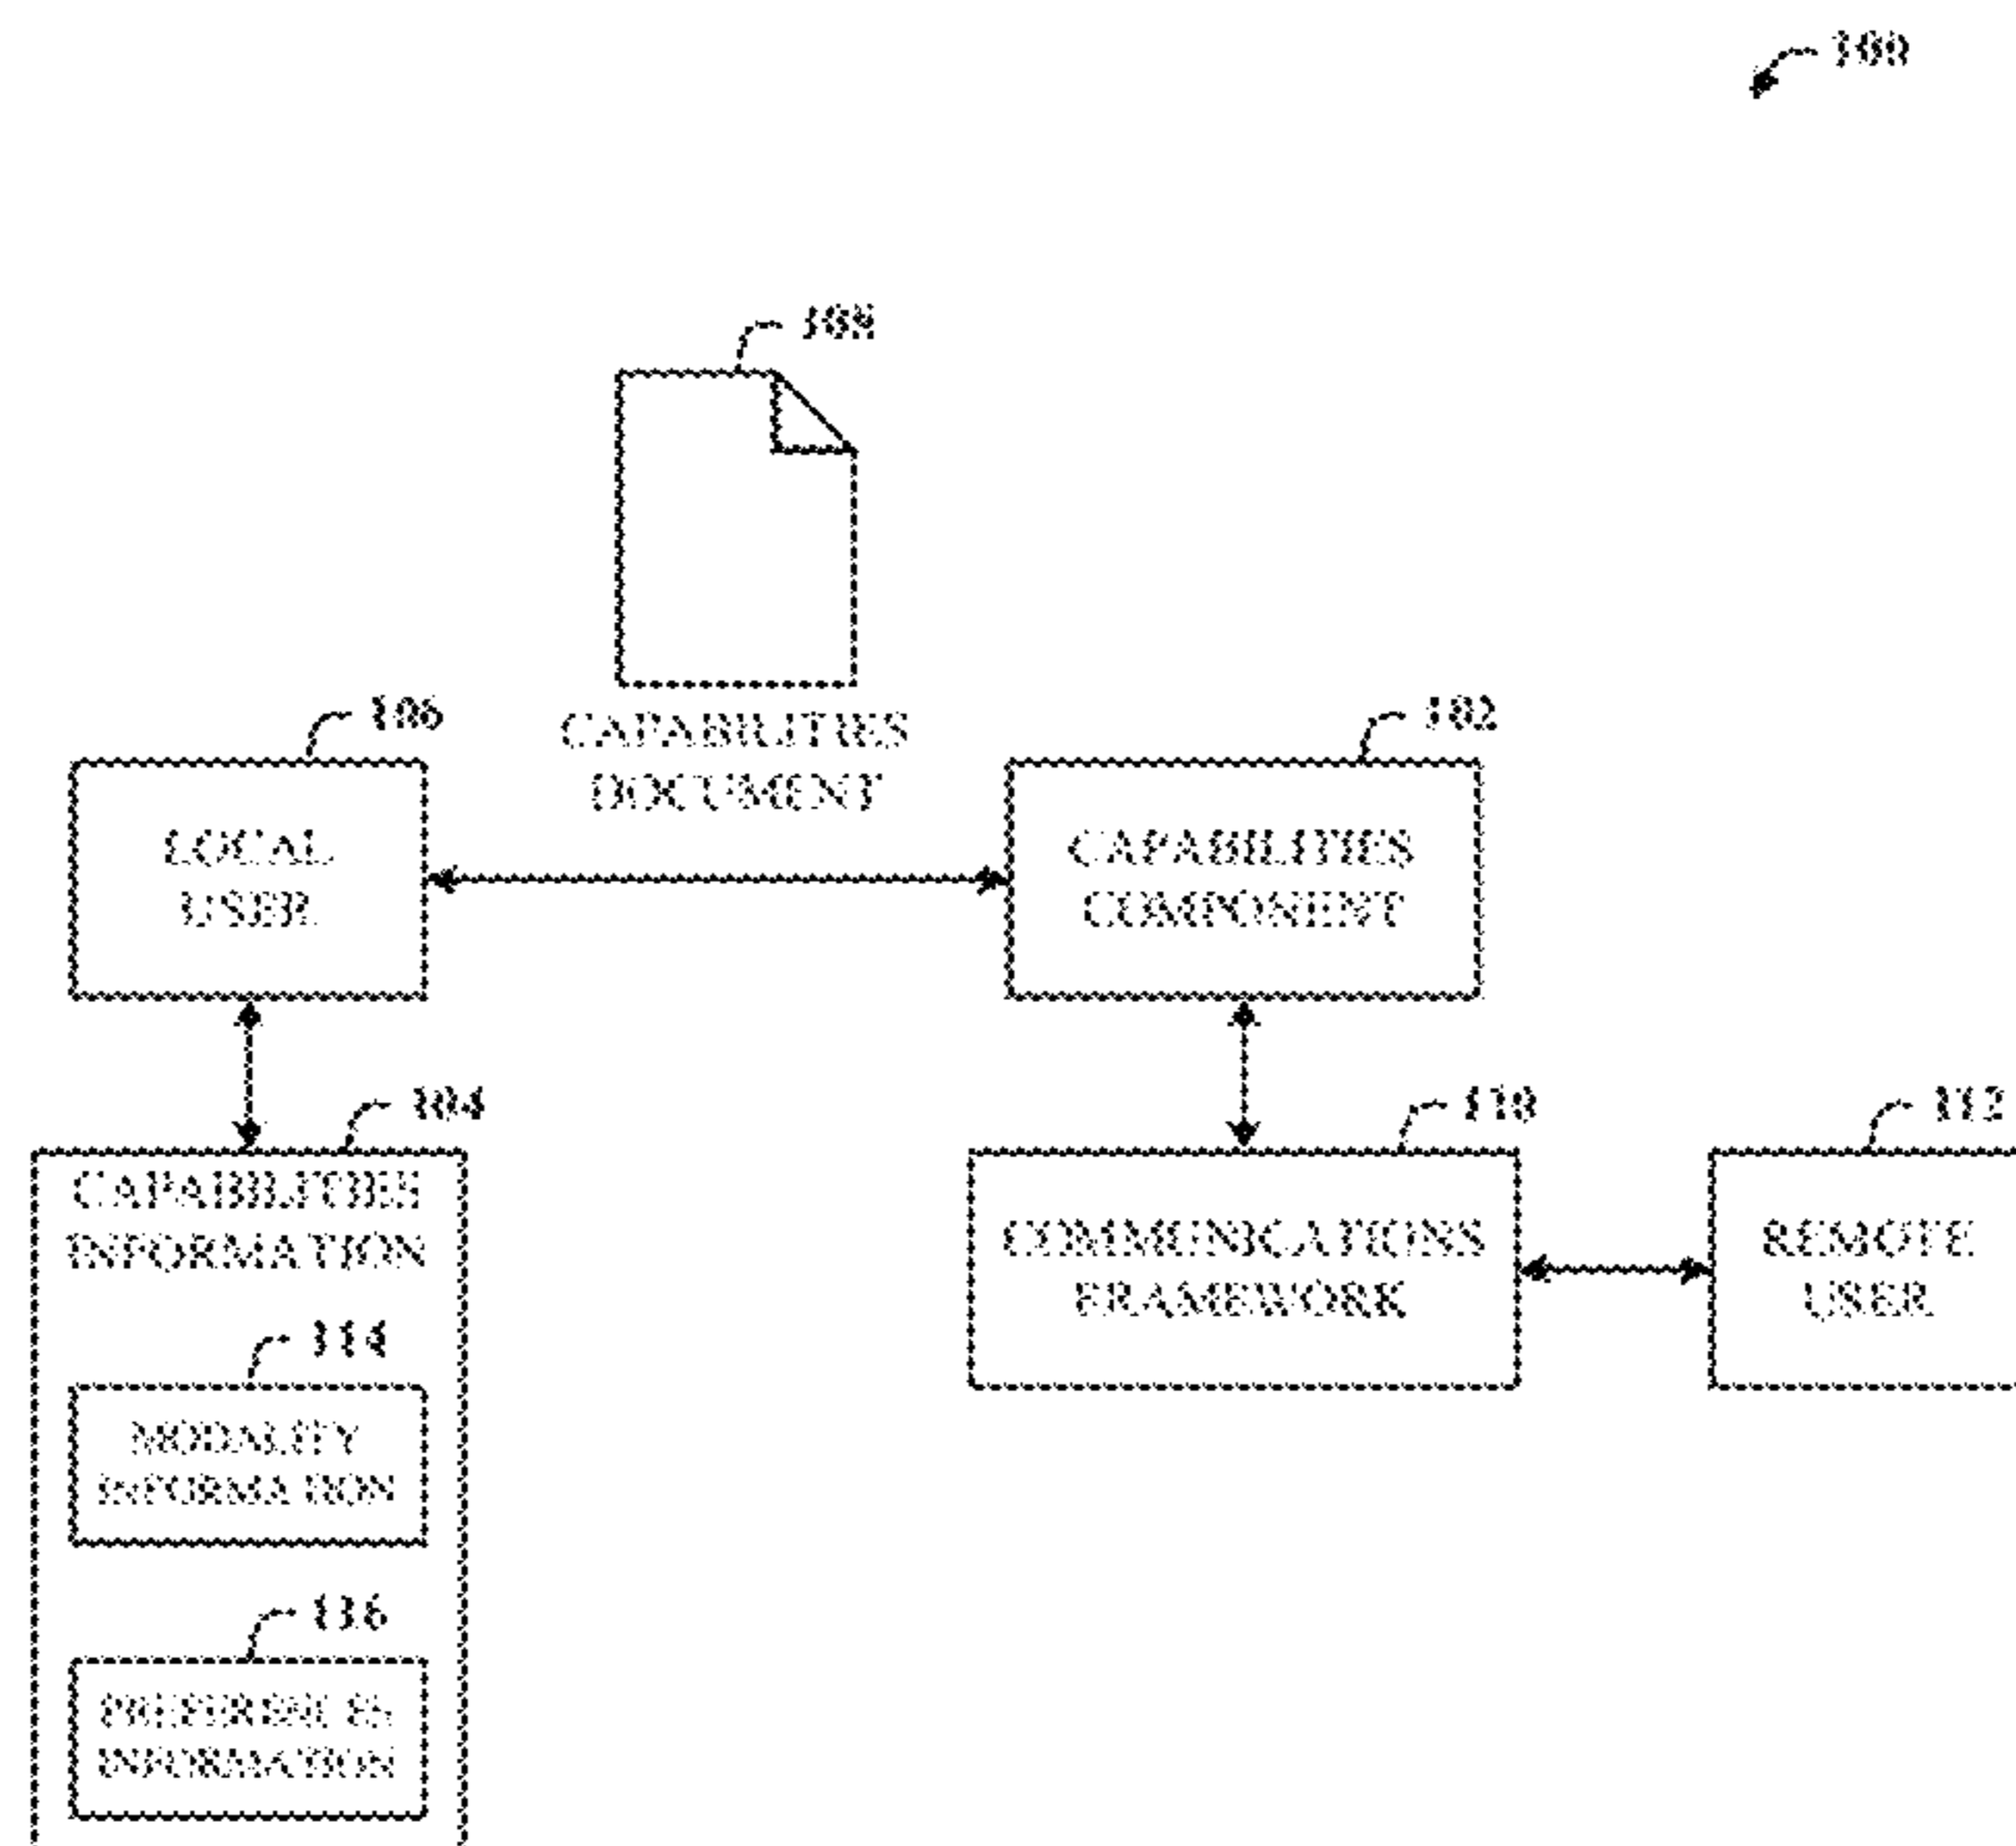 100
108
CAPABILITIES
DOCUMENT
106
LOCAL
USER
102
CAPABILITIES
COMPONENT
104
CAPABILITIES
INFORMATION
114
MODALITY
INFORMATION
116
PREFERENCES
INFORMATION
110
COMMUNICATIONS
FRAMEWORK
112
REMOTE
USER